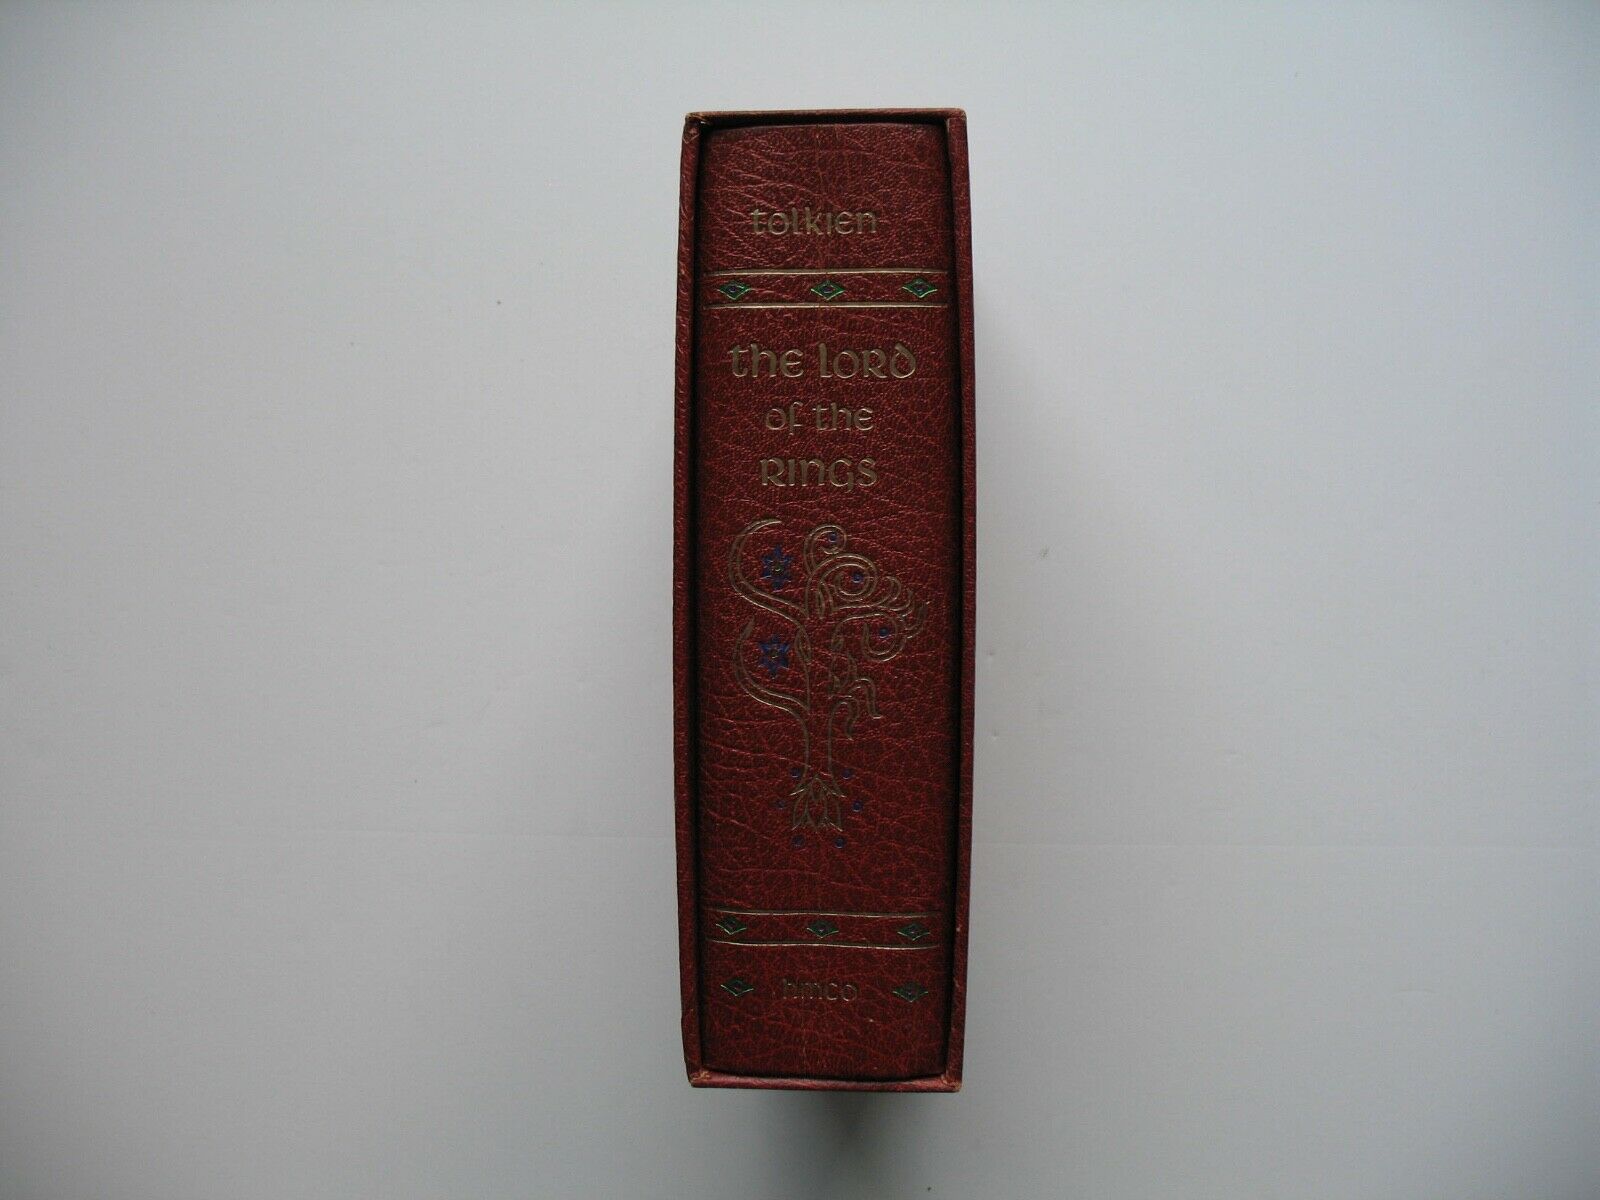 tolkien
the LORD
of the
RINGS
hmco